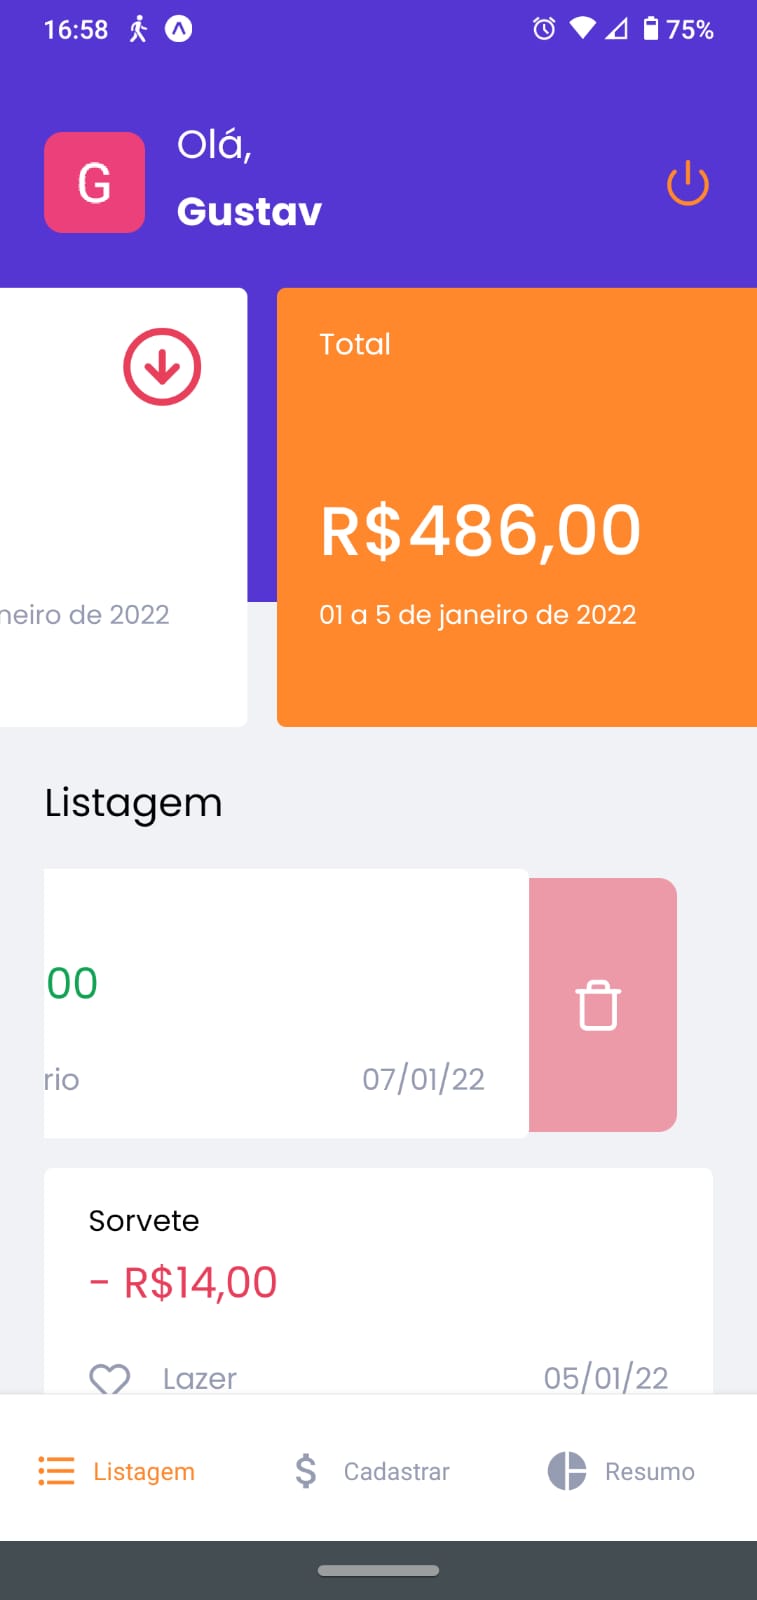 16:58
75%
G
Olá,
Gustav
Total
R$486,00
neiro de 2022
01 a 5 de janeiro de 2022
Listagem
00
rio
07/01/22
Sorvete
- R$14,00
Lazer
05/01/22
Listagem
Cadastrar
Resumo